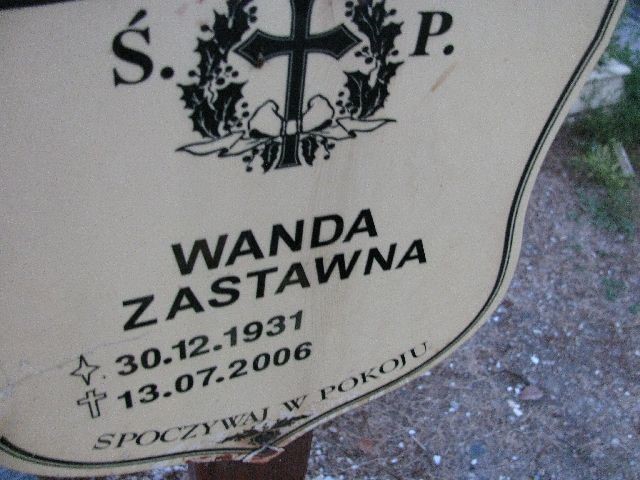 Ś. P.
WANDA
ZASTAWNA
30.12.1931
13.07.2006
SPOCZYWAJ W POKOJU